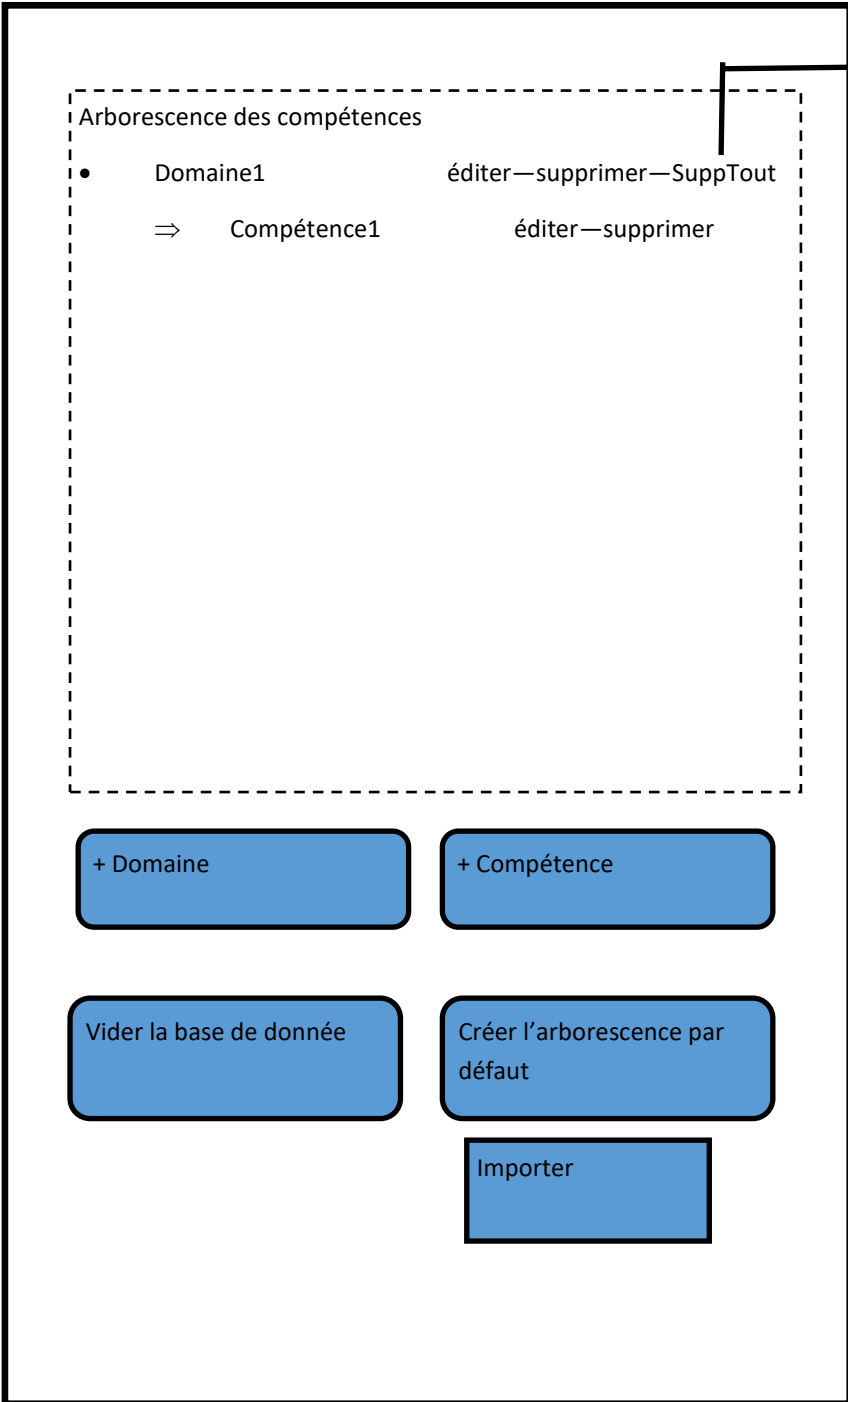 Arborescence des compétences
• Domaine1 éditer—supprimer—SuppTout
⇒ Compétence1 éditer—supprimer
+ Domaine
+ Compétence
Vider la base de donnée
Créer l’arborescence par
défaut
Importer